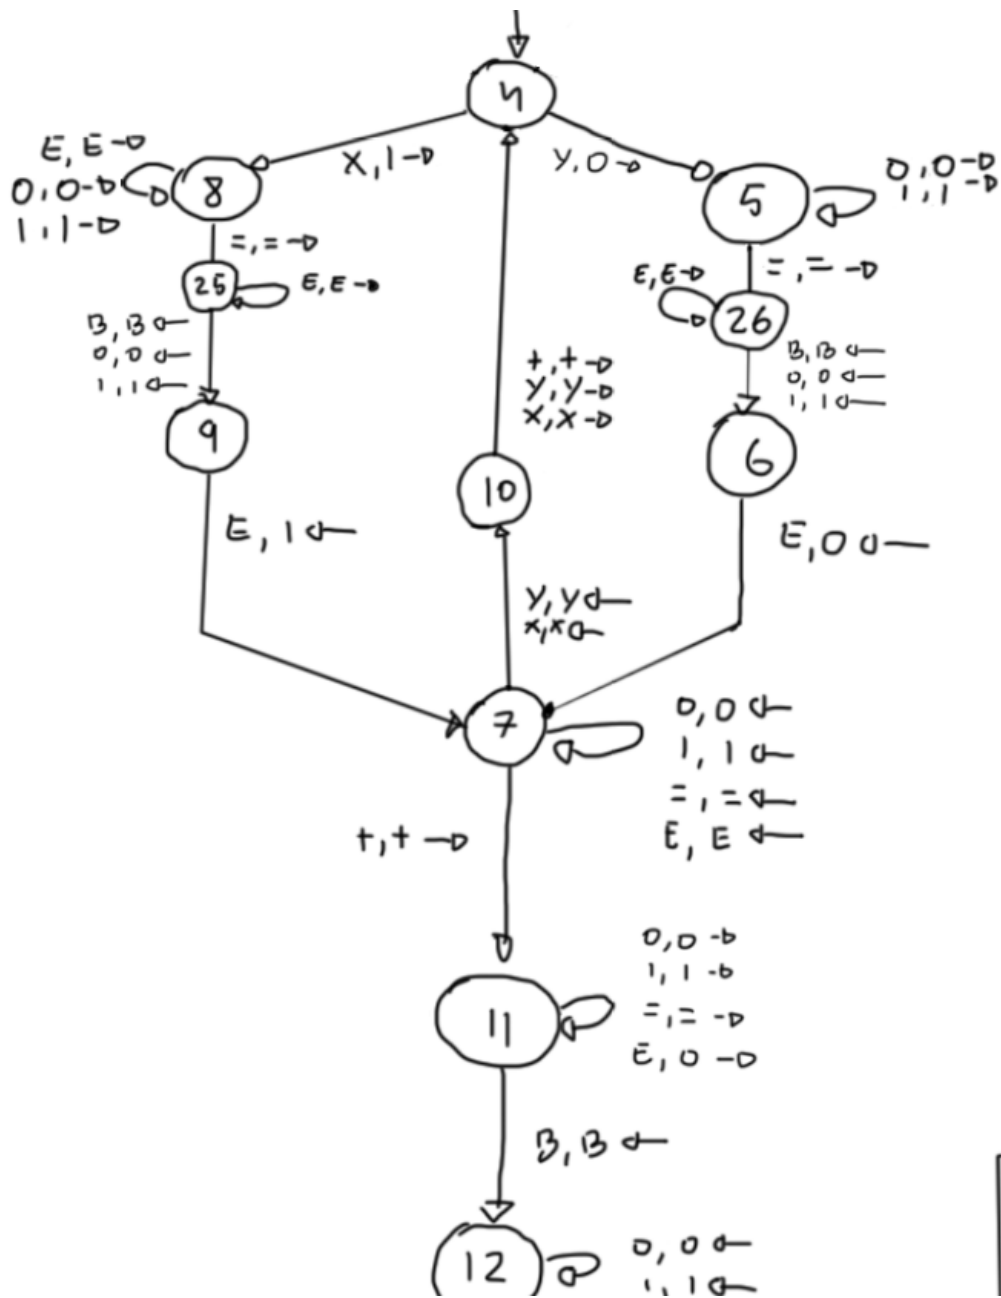 4
X, 1 →
Y, 0 →
E, E →
0, 0 →
1, 1 →
8
5
0, 0 →
1, 1 →
=, = →
25
E, E →
E, E →
=, = →
26
B, B ←
0, 0 ←
1, 1 ←
B, B ←
0, 0 ←
1, 1 ←
+, + →
Y, Y →
X, X →
9
10
6
E, 1 ←
E, 0 ←
Y, Y ←
X, X ←
7
0, 0 ←
1, 1 ←
=, = ←
E, E ←
+, + →
0, 0 →
1, 1 →
=, = →
E, 0 →
11
B, B ←
12
0, 0 ←
1, 1 ←